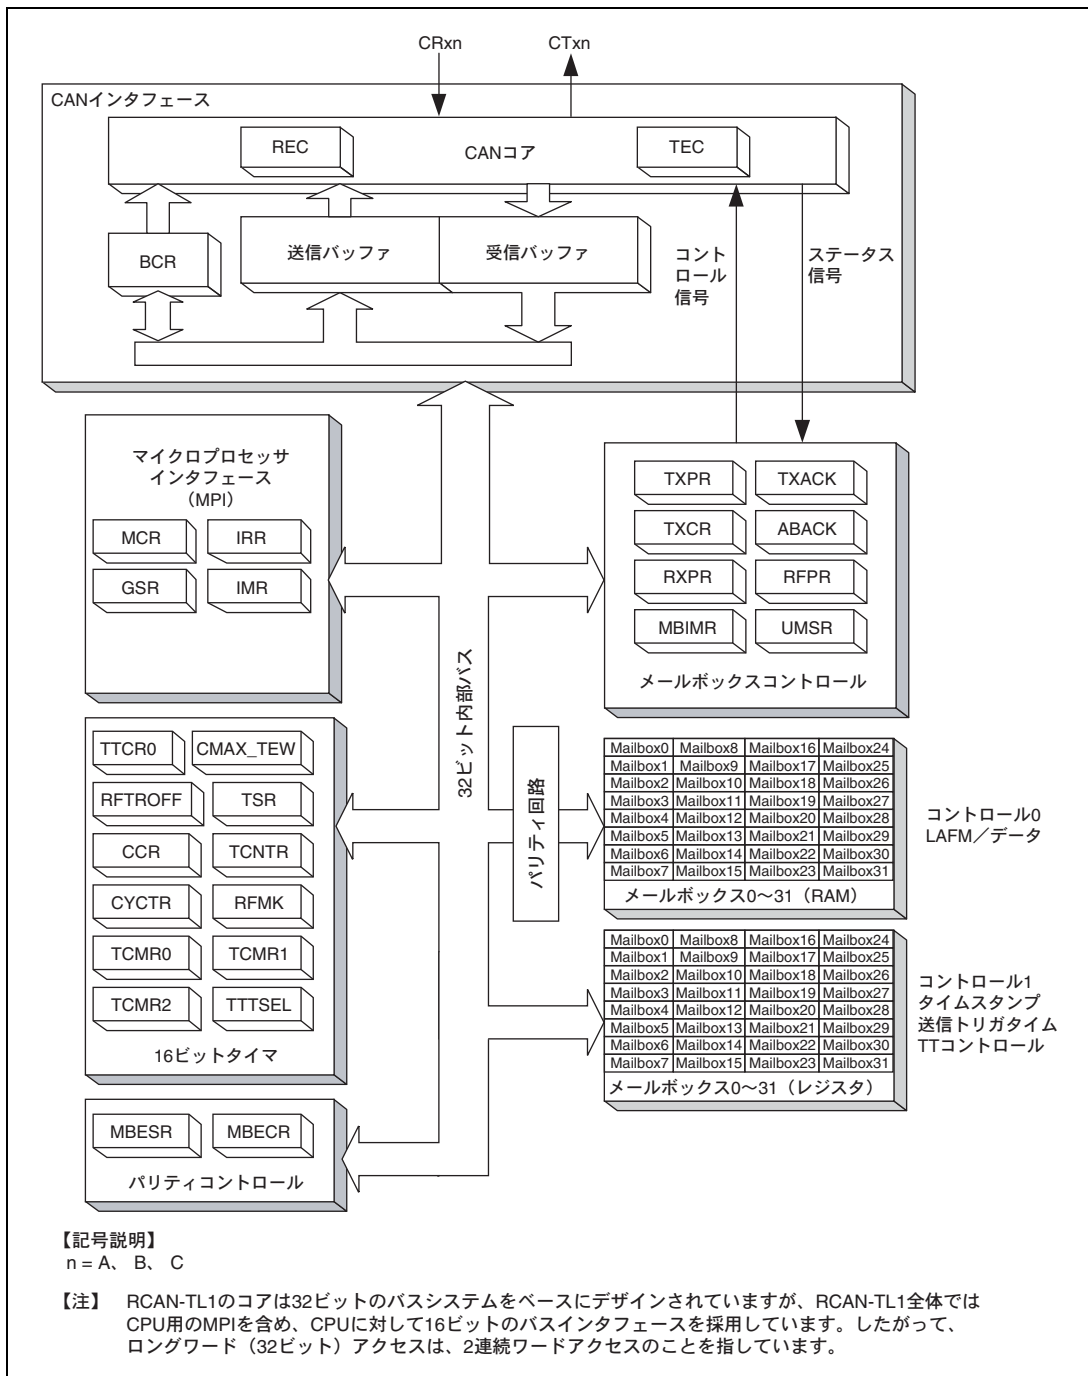 CRxn CTxn
CANインタフェース
REC CANコア TEC
BCR
送信バッファ 受信バッファ
コント
ロール
信号
ステータス
信号
マイクロプロセッサ
インタフェース
（MPI）
MCR IRR
GSR IMR
TXPR TXACK
TXCR ABACK
RXPR RFPR
MBIMR UMSR
メールボックスコントロール
32ビット内部バス
TTCR0 CMAX_TEW
RFTROFF TSR
CCR TCNTR
CYCTR RFMK
TCMR0 TCMR1
TCMR2 TTTSEL
16ビットタイマ
パリティ回路
Mailbox0 Mailbox8 Mailbox16 Mailbox24
Mailbox1 Mailbox9 Mailbox17 Mailbox25
Mailbox2 Mailbox10 Mailbox18 Mailbox26
Mailbox3 Mailbox11 Mailbox19 Mailbox27
Mailbox4 Mailbox12 Mailbox20 Mailbox28
Mailbox5 Mailbox13 Mailbox21 Mailbox29
Mailbox6 Mailbox14 Mailbox22 Mailbox30
Mailbox7 Mailbox15 Mailbox23 Mailbox31
メールボックス0〜31（RAM）
コントロール0
LAFM／データ
Mailbox0 Mailbox8 Mailbox16 Mailbox24
Mailbox1 Mailbox9 Mailbox17 Mailbox25
Mailbox2 Mailbox10 Mailbox18 Mailbox26
Mailbox3 Mailbox11 Mailbox19 Mailbox27
Mailbox4 Mailbox12 Mailbox20 Mailbox28
Mailbox5 Mailbox13 Mailbox21 Mailbox29
Mailbox6 Mailbox14 Mailbox22 Mailbox30
Mailbox7 Mailbox15 Mailbox23 Mailbox31
メールボックス0〜31（レジスタ）
コントロール1
タイムスタンプ
送信トリガタイム
TTコントロール
MBESR MBECR
パリティコントロール
【記号説明】
n = A、 B、 C
【注】 RCAN-TL1のコアは32ビットのバスシステムをベースにデザインされていますが、RCAN-TL1全体では
CPU用のMPIを含め、CPUに対して16ビットのバスインタフェースを採用しています。したがって、
ロングワード（32ビット）アクセスは、2連続ワードアクセスのことを指しています。